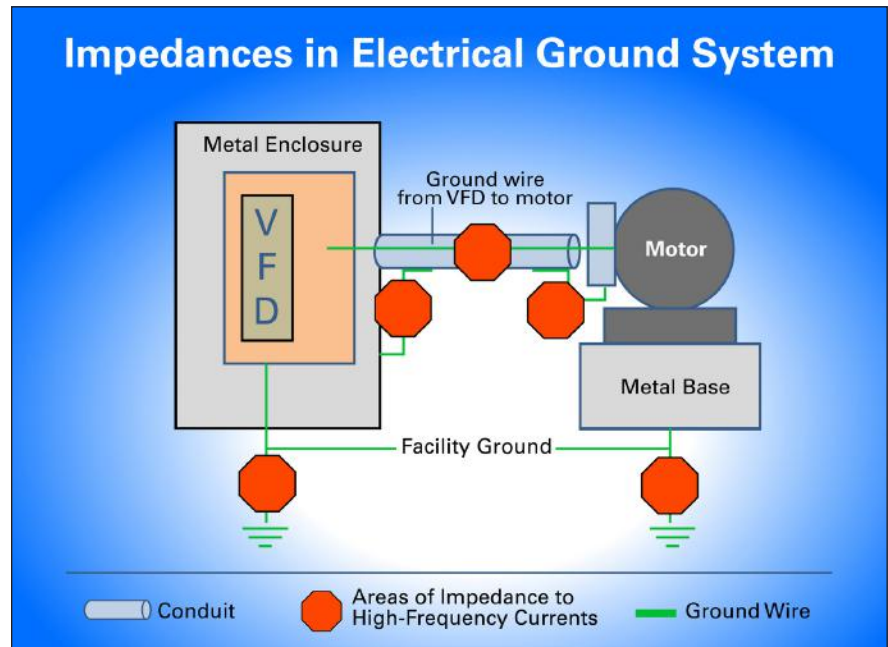 Impedances in Electrical Ground System
Metal Enclosure
Ground wire
from VFD to motor
V
F
D
Motor
Metal Base
Facility Ground
Conduit
Areas of Impedance to
High-Frequency Currents
Ground Wire